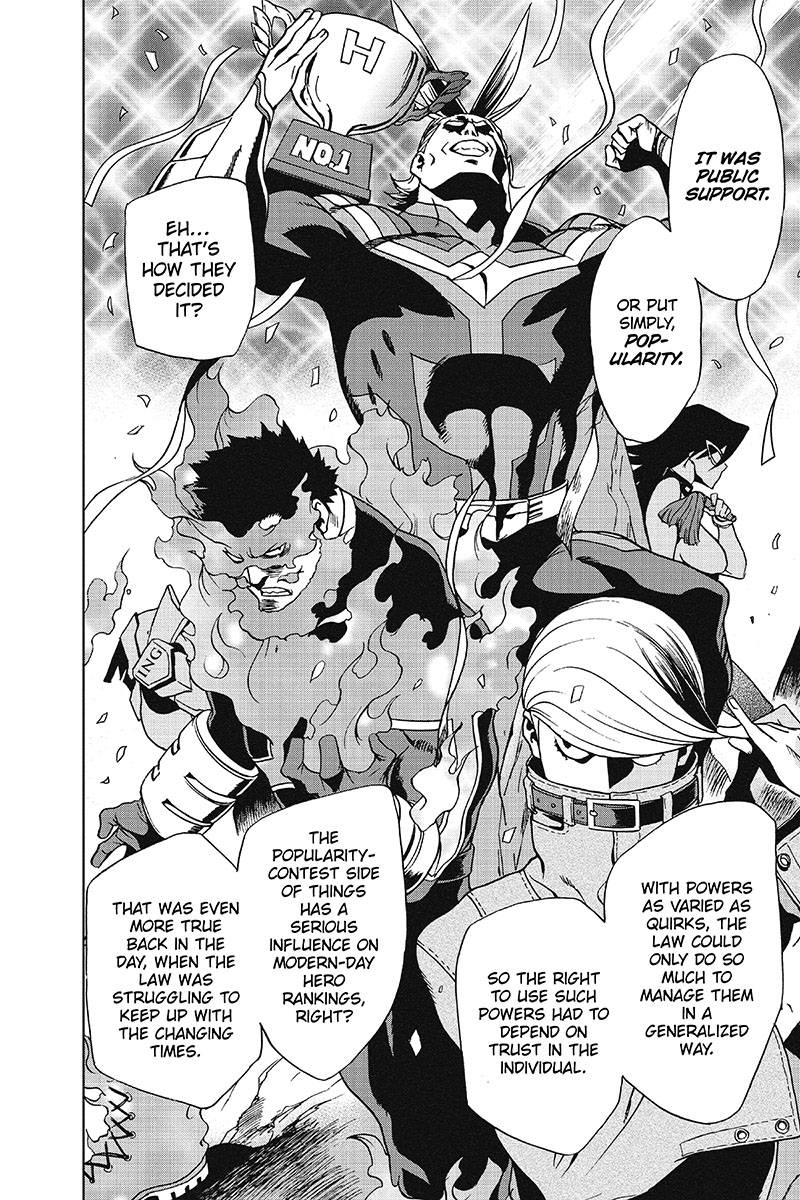 IT WAS
PUBLIC
SUPPORT.
OR PUT
SIMPLY,
POP-
ULARITY.
H
NO.1
EH...
THAT'S
HOW THEY
DECIDED
IT?
ING
WITH POWERS
AS VARIED AS
QUIRKS, THE
LAW COULD
ONLY DO SO
MUCH TO
MANAGE THEM
IN A
GENERALIZED
WAY.
SO THE RIGHT
TO USE SUCH
POWERS HAD TO
DEPEND ON
TRUST IN THE
INDIVIDUAL.
THE
POPULARITY-
CONTEST SIDE
OF THINGS
HAS A
SERIOUS
INFLUENCE ON
MODERN-DAY
HERO
RANKINGS,
RIGHT?
THAT WAS EVEN
MORE TRUE
BACK IN THE
DAY, WHEN THE
LAW WAS
STRUGGLING TO
KEEP UP WITH
THE CHANGING
TIMES.